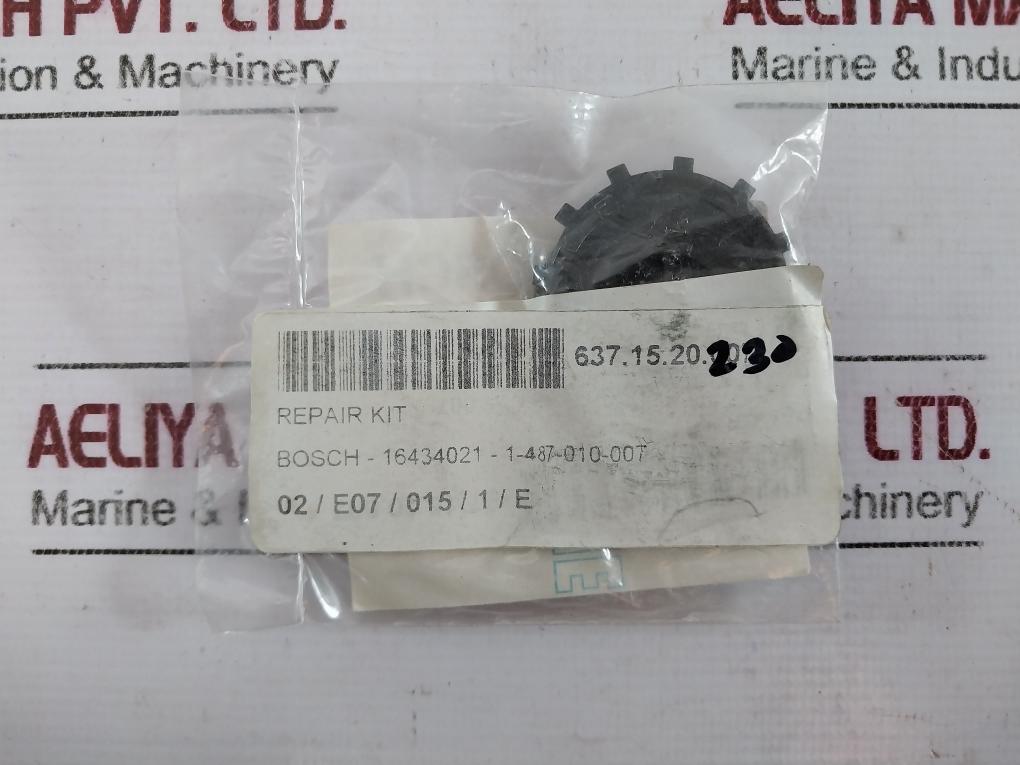 H PVT. LTD.
AELIYA MA
ion & Machinery
Marine & Indu
637.15.20.
230
REPAIR KIT
BOSCH - 16434021 - 1-487-010-007
02 / E07 / 015 / 1 / E
AELIYA
LTD.
Marine &
chinery